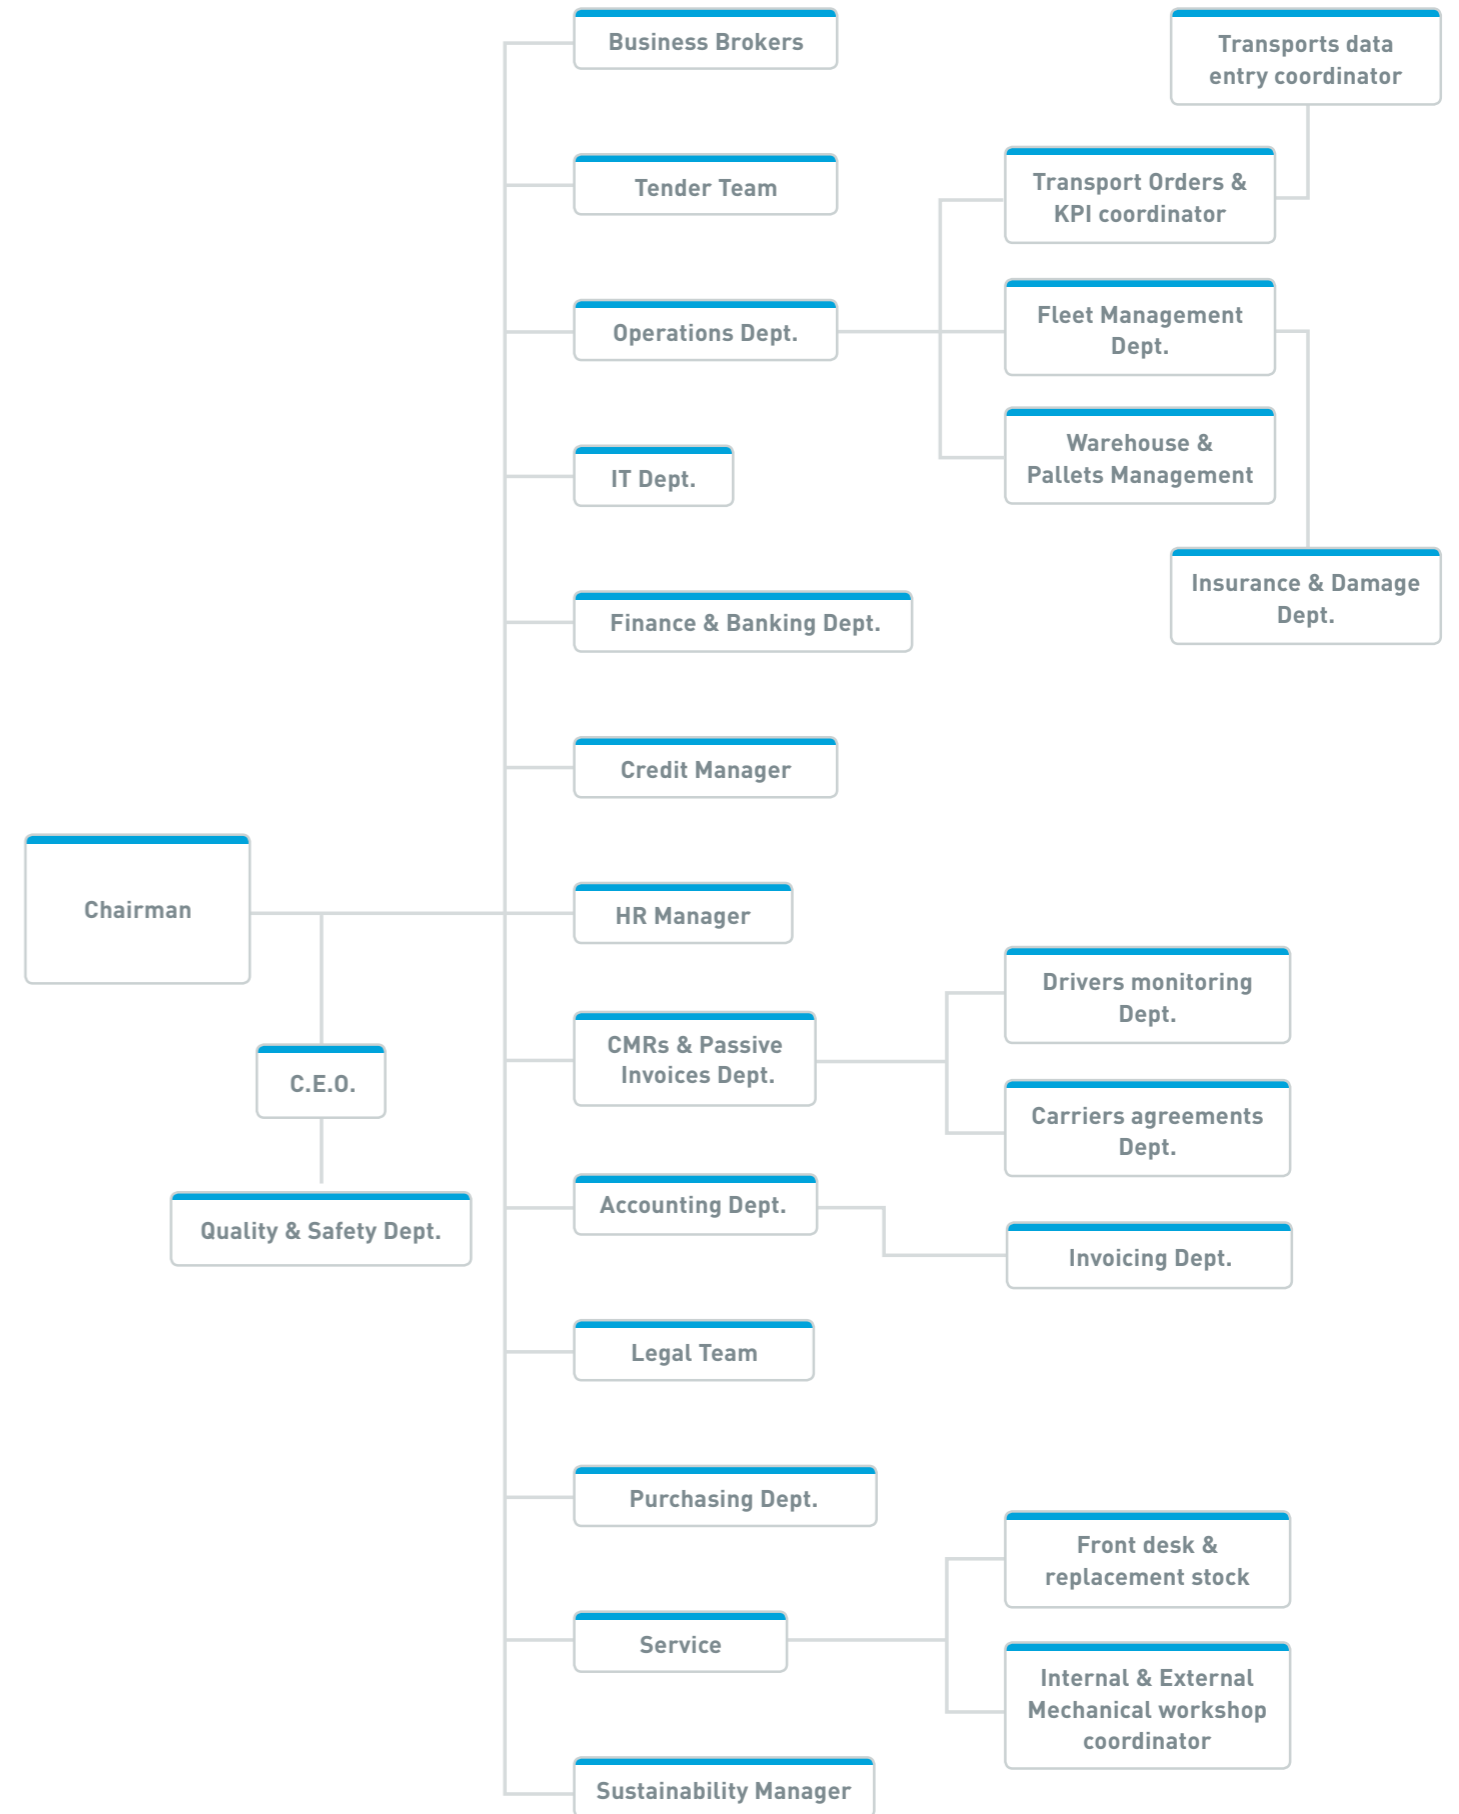 Business Brokers
Transports data
entry coordinator
Tender Team
Transport Orders &
KPI coordinator
Operations Dept.
Fleet Management
Dept.
Warehouse &
Pallets Management
IT Dept.
Insurance & Damage
Dept.
Finance & Banking Dept.
Credit Manager
Chairman
HR Manager
C.E.O.
Quality & Safety Dept.
CMRs & Passive
Invoices Dept.
Drivers monitoring
Dept.
Carriers agreements
Dept.
Accounting Dept.
Invoicing Dept.
Legal Team
Purchasing Dept.
Service
Front desk &
replacement stock
Internal & External
Mechanical workshop
coordinator
Sustainability Manager